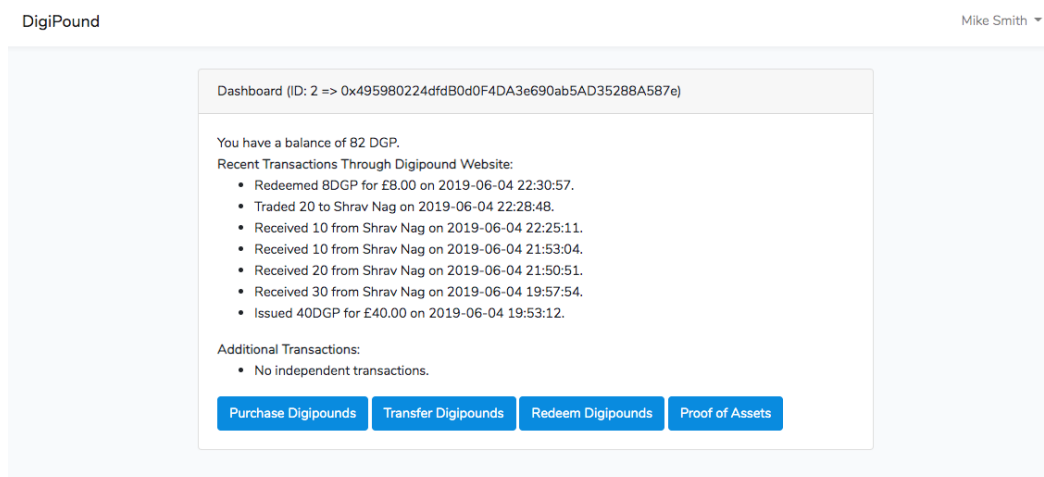 DigiPound
Mike Smith
Dashboard (ID: 2 => 0x495980224dfdB0d0F4DA3e690ab5AD35288A587e)
You have a balance of 82 DGP.
Recent Transactions Through Digipound Website:
Redeemed 8DGP for £8.00 on 2019-06-04 22:30:57.
Traded 20 to Shrav Nag on 2019-06-04 22:28:48.
Received 10 from Shrav Nag on 2019-06-04 22:25:11.
Received 10 from Shrav Nag on 2019-06-04 21:53:04.
Received 20 from Shrav Nag on 2019-06-04 21:50:51.
Received 30 from Shrav Nag on 2019-06-04 19:57:54.
Issued 40DGP for £40.00 on 2019-06-04 19:53:12.
Additional Transactions:
No independent transactions.
Purchase Digipounds
Transfer Digipounds
Redeem Digipounds
Proof of Assets